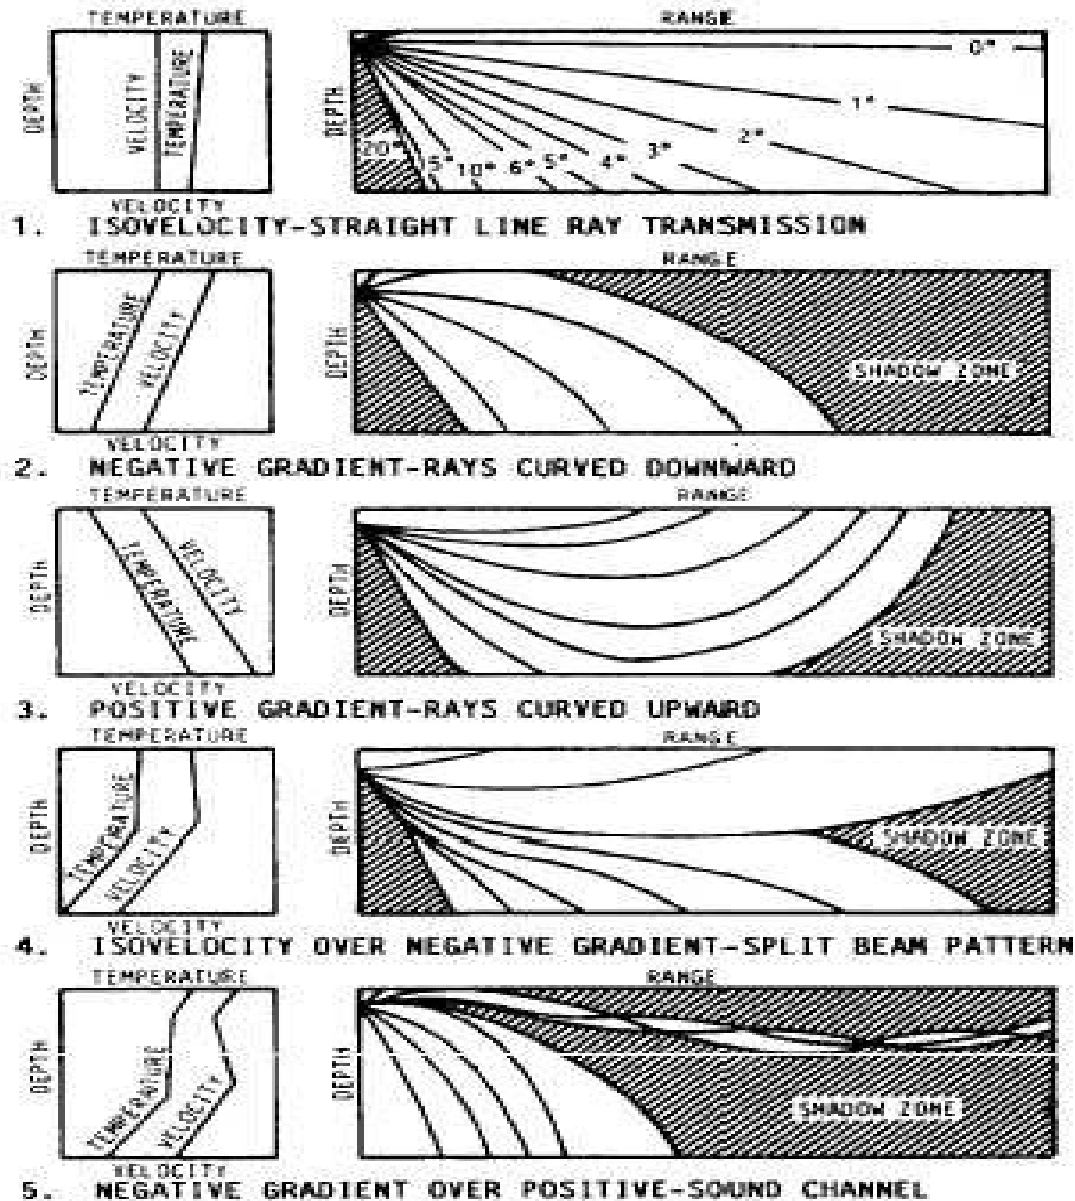 TEMPERATURE
RANGE
DEPTH
VELOCITY
TEMPERATURE
DEPTH
0°
1°
2°
3°
4°
5°
6°
10°
5°
20°
VELOCITY
1. ISOVELOCITY-STRAIGHT LINE RAY TRANSMISSION
TEMPERATURE
RANGE
DEPTH
TEMPERATURE
VELOCITY
DEPTH
SHADOW ZONE
VELOCITY
2. NEGATIVE GRADIENT-RAYS CURVED DOWNWARD
TEMPERATURE
RANGE
DEPTH
TEMPERATURE
VELOCITY
DEPTH
SHADOW ZONE
VELOCITY
3. POSITIVE GRADIENT-RAYS CURVED UPWARD
TEMPERATURE
RANGE
DEPTH
TEMPERATURE
VELOCITY
DEPTH
SHADOW ZONE
VELOCITY
4. ISOVELOCITY OVER NEGATIVE GRADIENT-SPLIT BEAM PATTERN
TEMPERATURE
RANGE
DEPTH
TEMPERATURE
VELOCITY
DEPTH
SHADOW ZONE
VELOCITY
5. NEGATIVE GRADIENT OVER POSITIVE-SOUND CHANNEL